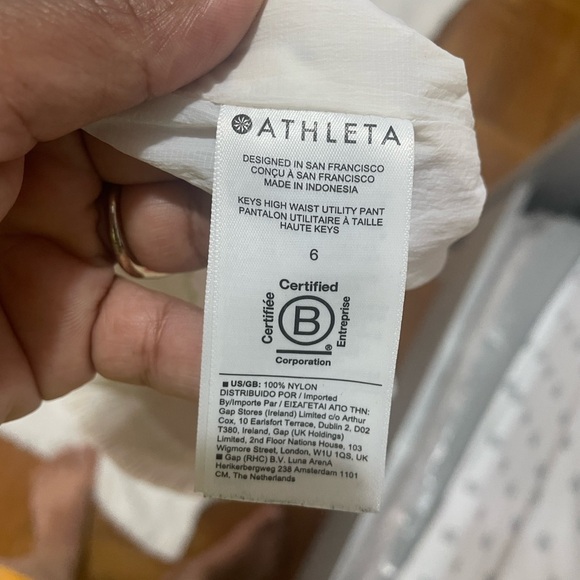 ATHLETA
DESIGNED IN SAN FRANCISCO
CONÇU À SAN FRANCISCO
MADE IN INDONESIA
KEYS HIGH WAIST UTILITY PANT
PANTALON UTILITAIRE À TAILLE
HAUTE KEYS
6
Certified
Certifiée
B
®
Entreprise
Corporation
■ US/GB: 100% NYLON
DISTRIBUIDO POR / Imported
By/Importe Par / ΕΙΣΑΓΕΤΑΙ ΑΠΟ ΤΗΝ:
Gap Stores (Ireland) Limited c/o Arthur
Cox, 10 Earlsfort Terrace, Dublin 2, D02
T380, Ireland, Gap (UK Holdings)
Limited, 2nd Floor Nations House, 103
Wigmore Street, London, W1U 1QS, UK
■ Gap (RHC) B.V. Luna ArenA
Herikerbergweg 238 Amsterdam 1101
CM, The Netherlands